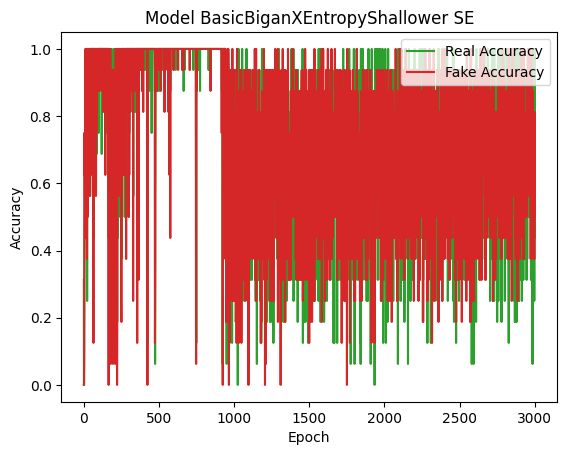 Model BasicBiganXEntropyShallower SE
Real Accuracy
Fake Accuracy
Accuracy
1.0
0.8
0.6
0.4
0.2
0.0
0
500
1000
1500
2000
2500
3000
Epoch